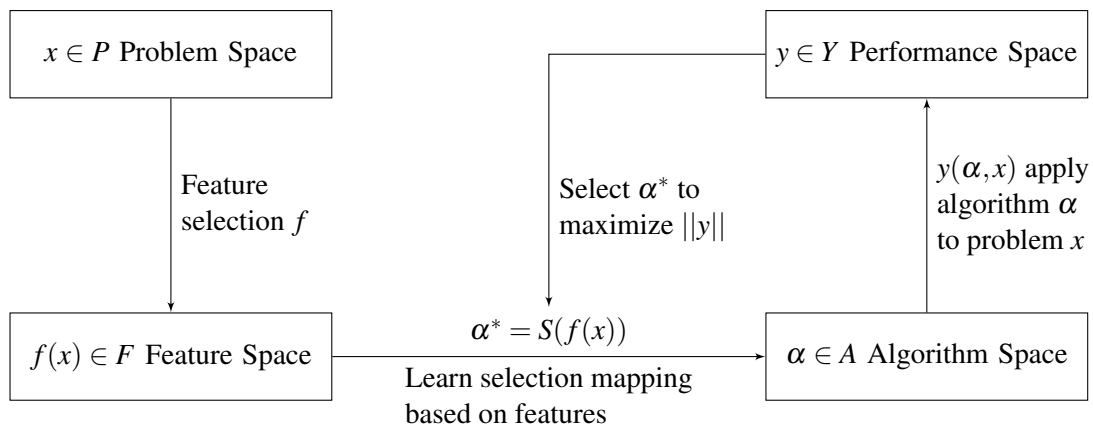 x ∈ P Problem Space
y ∈ Y Performance Space
Feature
selection f
Select α* to
maximize ||y||
y(α,x) apply
algorithm α
to problem x
f(x) ∈ F Feature Space
α* = S(f(x))
Learn selection mapping
based on features
α ∈ A Algorithm Space